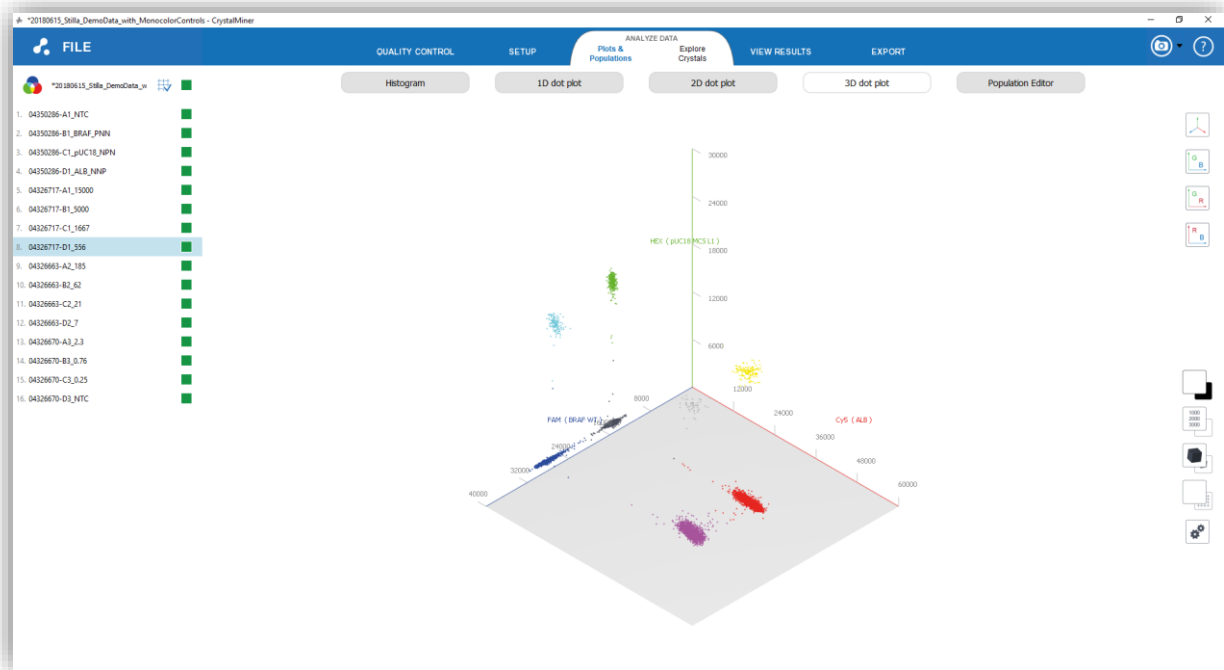 *20180615_Stilla_DemoData_with_MonocolorControls - CrystalMiner
FILE
QUALITY CONTROL
SETUP
ANALYZE DATA
Plots & Populations
Explore Crystals
VIEW RESULTS
EXPORT
?
*20180615_Stilla_DemoData_w
Histogram
1D dot plot
2D dot plot
3D dot plot
Population Editor
1. 04350286-A1_NTC
2. 04350286-B1_BRAF_PNN
3. 04350286-C1_pUC18_NPN
4. 04350286-D1_ALB_NNP
5. 04326717-A1_15000
6. 04326717-B1_5000
7. 04326717-C1_1667
8. 04326717-D1_556
9. 04326663-A2_185
10. 04326663-B2_62
11. 04326663-C2_21
12. 04326663-D2_7
13. 04326670-A3_2.3
14. 04326670-B3_0.76
15. 04326670-C3_0.25
16. 04326670-D3_NTC
30000
24000
HEX ( pUC18 MCS L1 )
18000
12000
6000
FAM ( BRAF WT )
8000
24000
32000
40000
Cy5 ( ALB )
12000
24000
36000
48000
60000
G
B
G
R
R
B
1000
2000
3000